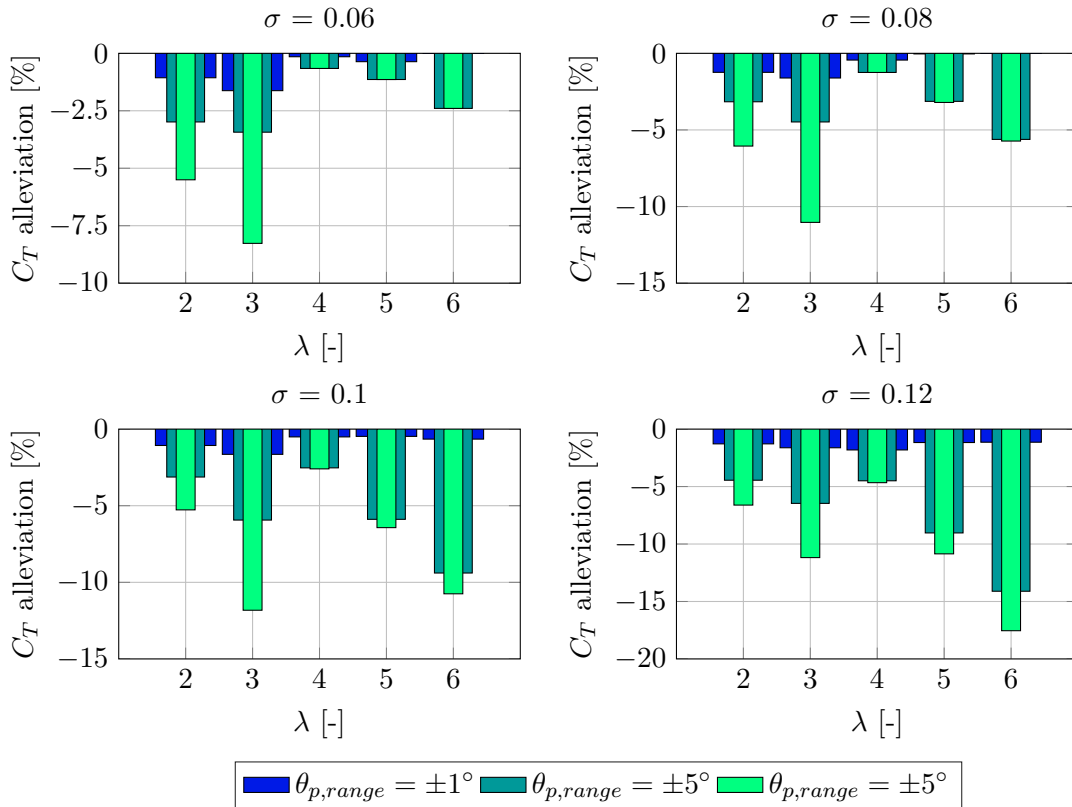 σ = 0.06
0
−2.5
−5
−7.5
−10
C_T alleviation [%]
2 3 4 5 6
λ [-]
σ = 0.08
0
−5
−10
−15
C_T alleviation [%]
2 3 4 5 6
λ [-]
σ = 0.1
0
−5
−10
−15
C_T alleviation [%]
2 3 4 5 6
λ [-]
σ = 0.12
0
−5
−10
−15
−20
C_T alleviation [%]
2 3 4 5 6
λ [-]
θ_{p,range} = ±1° θ_{p,range} = ±5° θ_{p,range} = ±5°